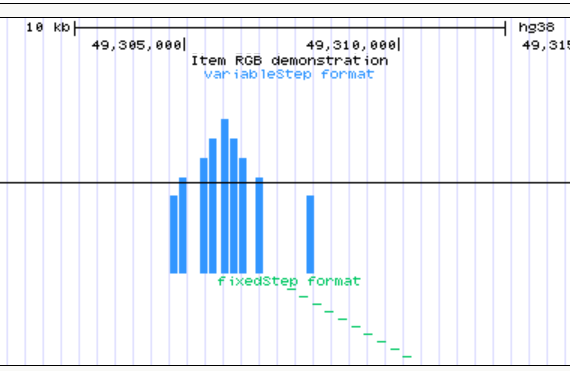 10 kb hg38
49,305,000| 49,310,000| 49,315
Item RGB demonstration
variableStep format
fixedStep format